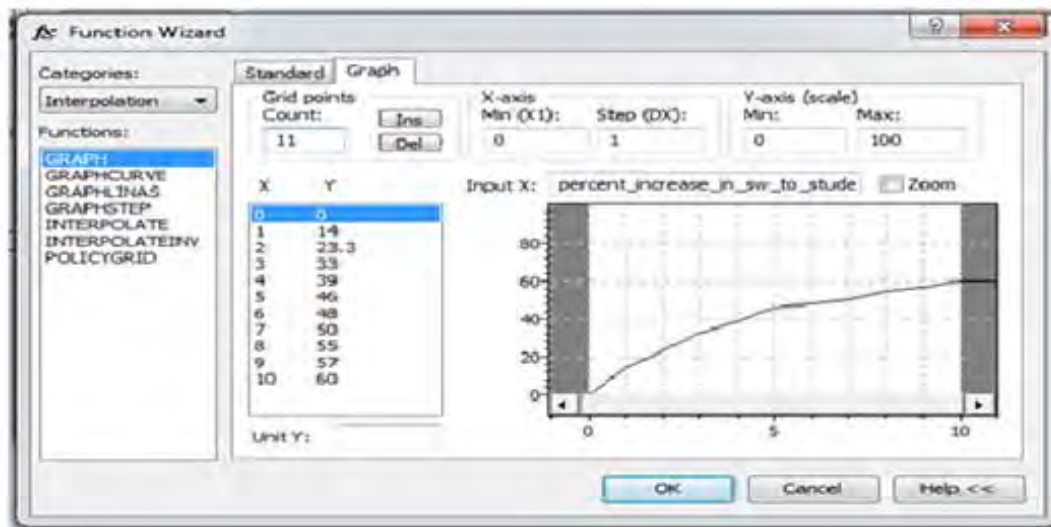 fx Function Wizard
Categories:
Interpolation
Functions:
GRAPH
GRAPHCURVE
GRAPHLINAS
GRAPHSTEP
INTERPOLATE
INTERPOLATEINV
POLICYGRID
Standard Graph
Grid points
Count:
11
Ins
Del
X-axis
Min (X1): Step (DX):
0 1
Y-axis (scale)
Min: Max:
0 100
X Y
0 0
1 14
2 23.3
3 33
4 39
5 46
6 48
7 50
8 55
9 57
10 60
Unit Y:
Input X: percent_increase_in_sw_to_stude Zoom
80
60
40
20
0
0 5 10
OK Cancel Help <<